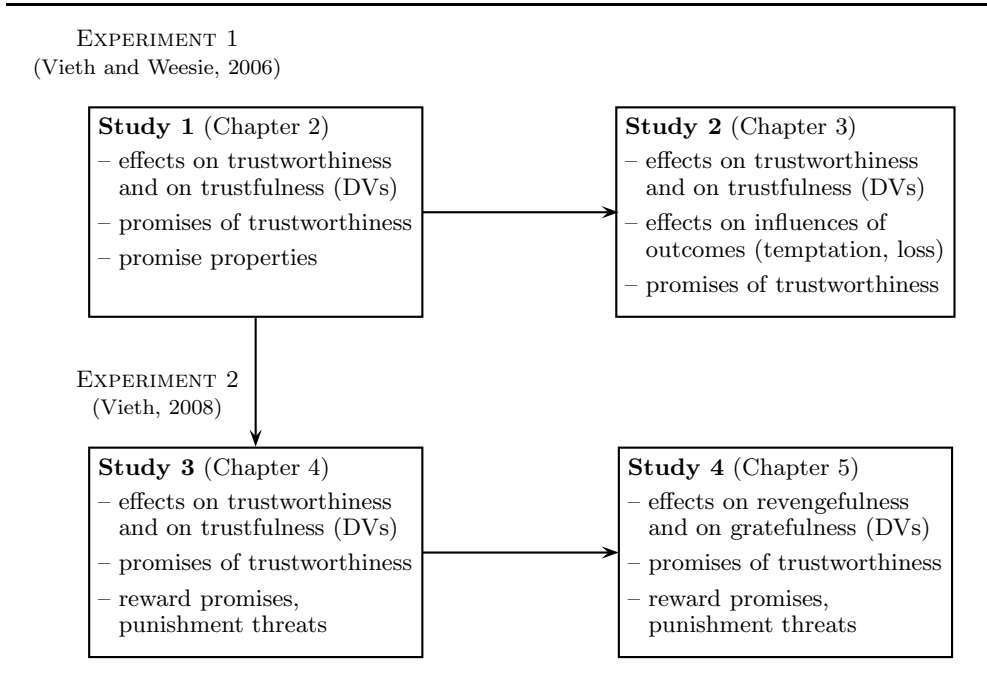 EXPERIMENT 1
(Vieth and Weesie, 2006)
Study 1 (Chapter 2)
– effects on trustworthiness
and on trustfulness (DVs)
– promises of trustworthiness
– promise properties
Study 2 (Chapter 3)
– effects on trustworthiness
and on trustfulness (DVs)
– effects on influences of
outcomes (temptation, loss)
– promises of trustworthiness
EXPERIMENT 2
(Vieth, 2008)
Study 3 (Chapter 4)
– effects on trustworthiness
and on trustfulness (DVs)
– promises of trustworthiness
– reward promises,
punishment threats
Study 4 (Chapter 5)
– effects on revengefulness
and on gratefulness (DVs)
– promises of trustworthiness
– reward promises,
punishment threats